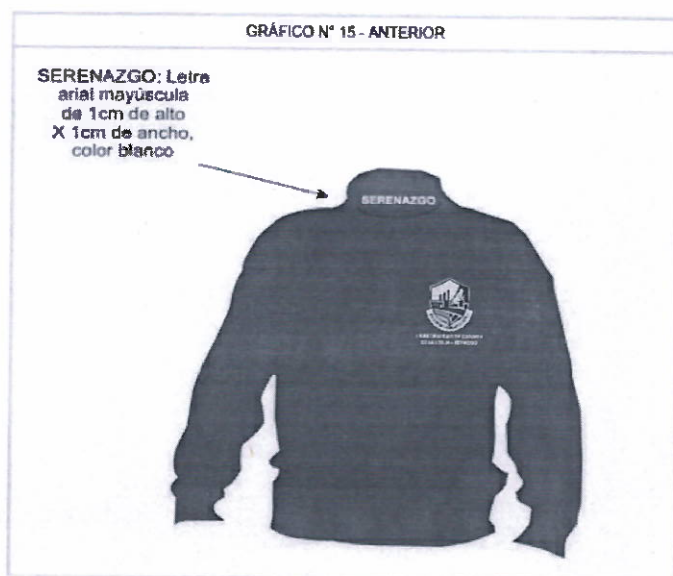 GRÁFICO N° 15 - ANTERIOR
SERENAZGO: Letra
arial mayúscula
de 1cm de alto
X 1cm de ancho,
color blanco
SERENAZGO